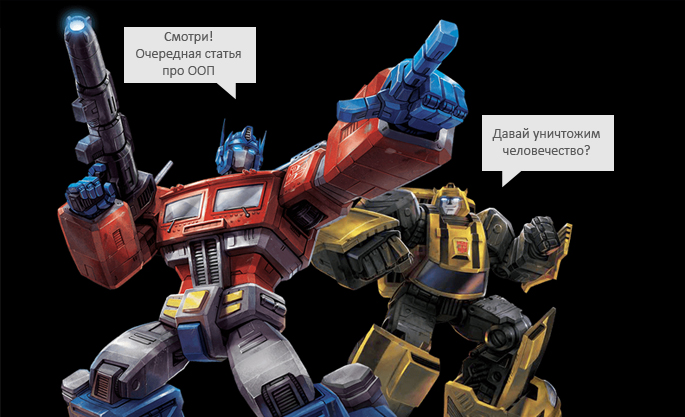 Смотри!
Очередная статья
про ООП
Давай уничтожим
человечество?